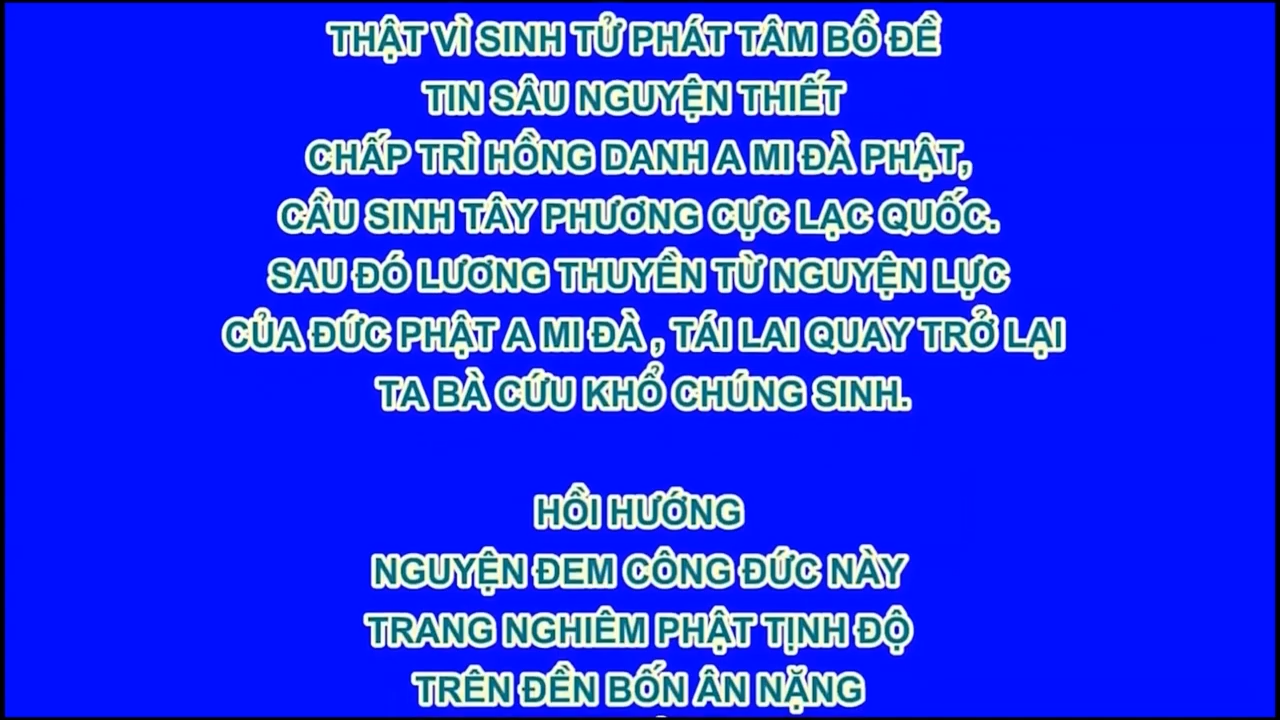 THẬT VÌ SINH TỬ PHÁT TÂM BỒ ĐỀ
TIN SÂU NGUYỆN THIẾT
CHẤP TRÌ HỒNG DANH A MI ĐÀ PHẬT,
CẦU SINH TÂY PHƯƠNG CỰC LẠC QUỐC.
SAU ĐÓ LƯƠNG THUYỀN TỪ NGUYỆN LỰC
CỦA ĐỨC PHẬT A MI ĐÀ , TÁI LAI QUAY TRỞ LẠI
TA BÀ CỨU KHỔ CHÚNG SINH.
HỒI HƯỚNG
NGUYỆN ĐEM CÔNG ĐỨC NÀY
TRANG NGHIÊM PHẬT TỊNH ĐỘ
TRÊN ĐỀN BỐN ÂN NẶNG